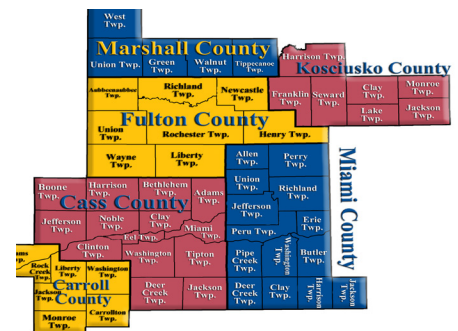 West
Twp.
Marshall County
Union Twp.
Green
Twp.
Walnut
Twp.
Tippecanoe
Twp.
Harrison Twp.
Kosciusko County
Aubbeenaubbee
Twp.
Richland
Twp.
Newcastle
Twp.
Franklin
Twp.
Seward
Twp.
Clay
Twp.
Monroe
Twp.
Lake
Twp.
Jackson
Twp.
Fulton County
Union
Twp.
Rochester Twp.
Henry Twp.
Wayne
Twp.
Liberty
Twp.
Allen
Twp.
Perry
Twp.
Miami County
Union
Twp.
Richland
Twp.
Boone
Twp.
Harrison
Twp.
Bethlehem
Twp.
Adams
Twp.
Cass County
Jefferson
Twp.
Jefferson
Twp.
Noble
Twp.
Clay
Twp.
Miami
Twp.
Erie
Twp.
Peru Twp.
Eel Twp.
Clinton
Twp.
Washington
Twp.
Tipton
Twp.
Pipe
Creek
Twp.
Washington
Twp.
Butler
Twp.
Twp.
Rock
Creek
Twp.
Liberty
Twp.
Washington
Twp.
Carroll
County
Jackson
Twp.
Deer
Creek
Twp.
Jackson
Twp.
Deer
Creek
Twp.
Clay
Twp.
Harrison
Twp.
Jackson
Twp.
Monroe
Twp.
Carrollton
Twp.